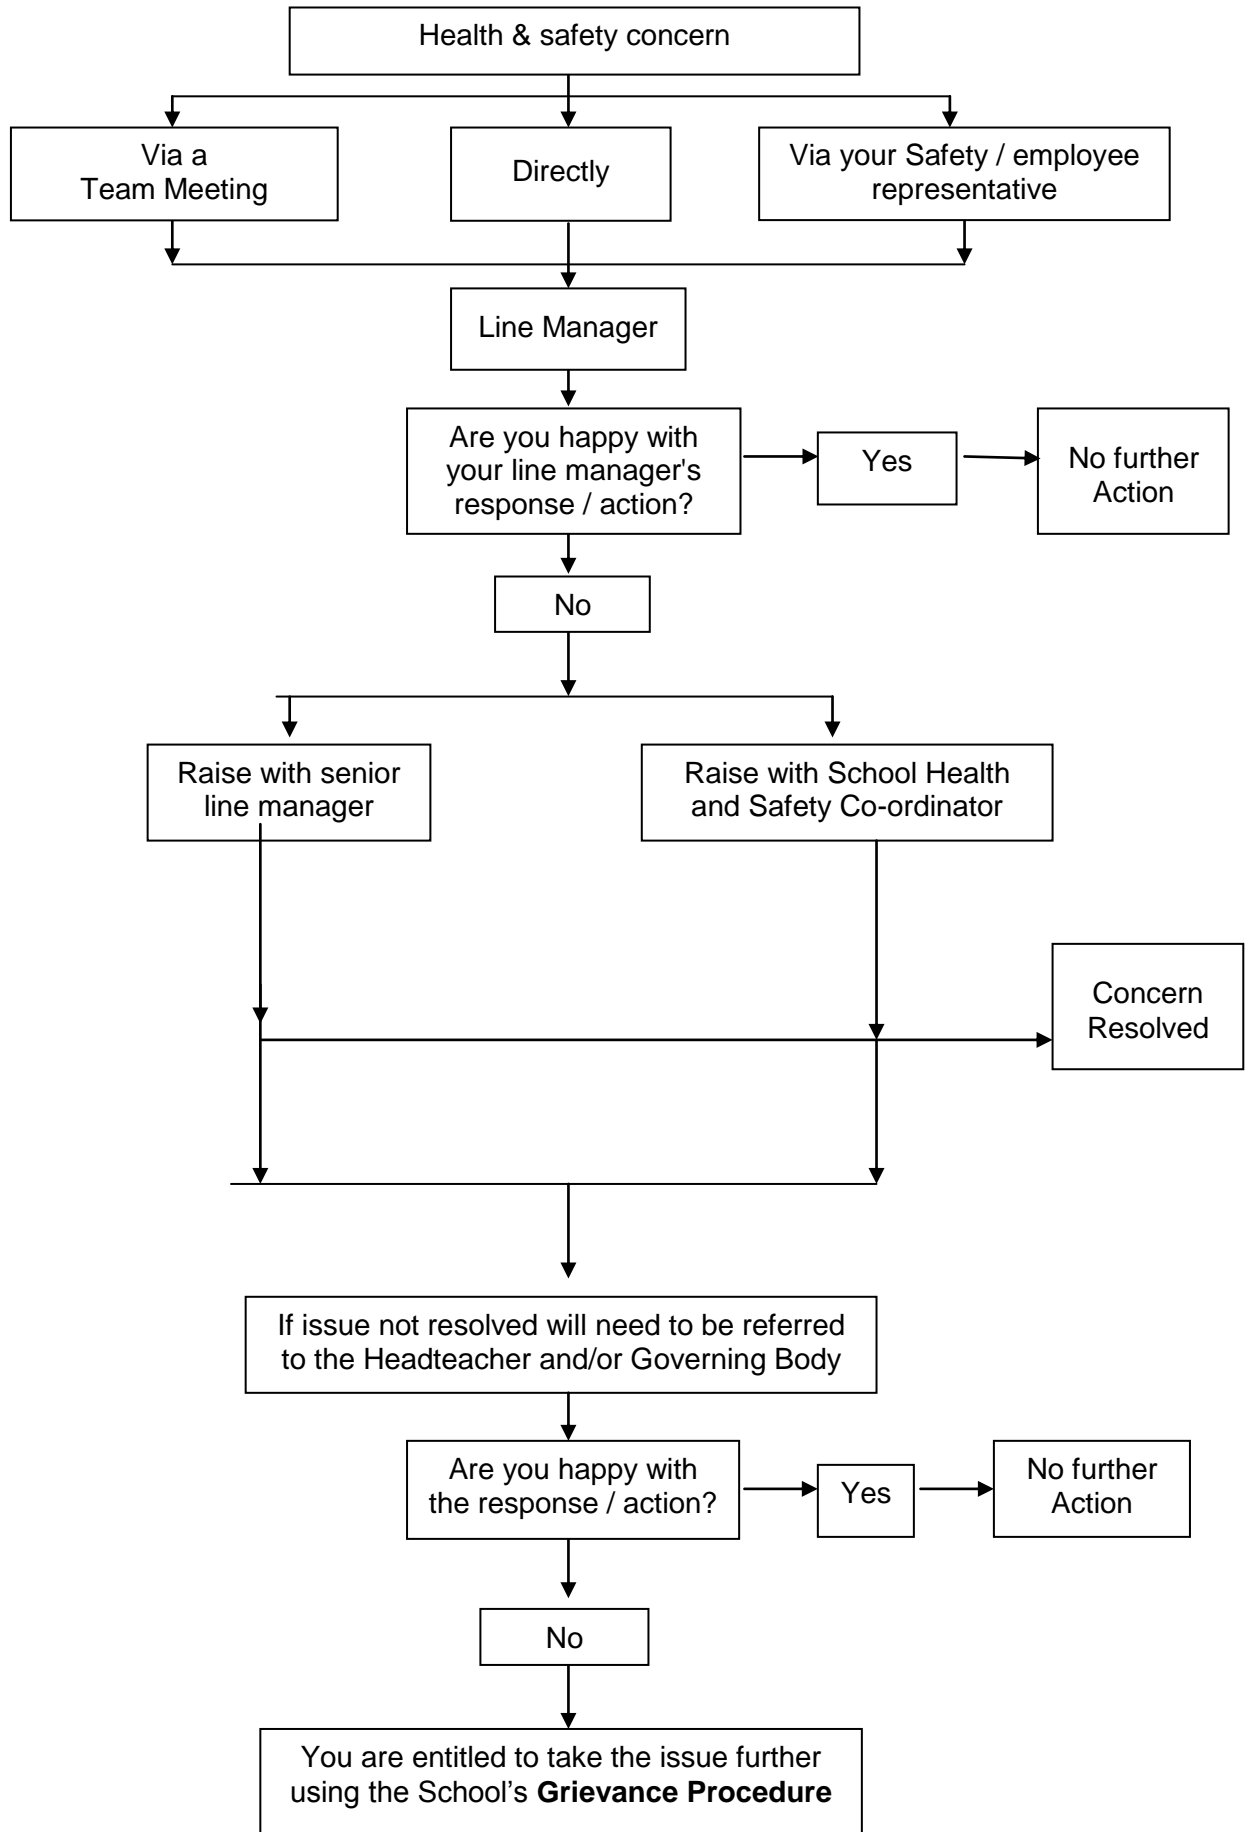 Health & safety concern
Via a
Team Meeting
Directly
Via your Safety / employee
representative
Line Manager
Are you happy with
your line manager's
response / action?
Yes
No further
Action
No
Raise with senior
line manager
Raise with School Health
and Safety Co-ordinator
Concern
Resolved
If issue not resolved will need to be referred
to the Headteacher and/or Governing Body
Are you happy with
the response / action?
Yes
No further
Action
No
You are entitled to take the issue further
using the School’s Grievance Procedure